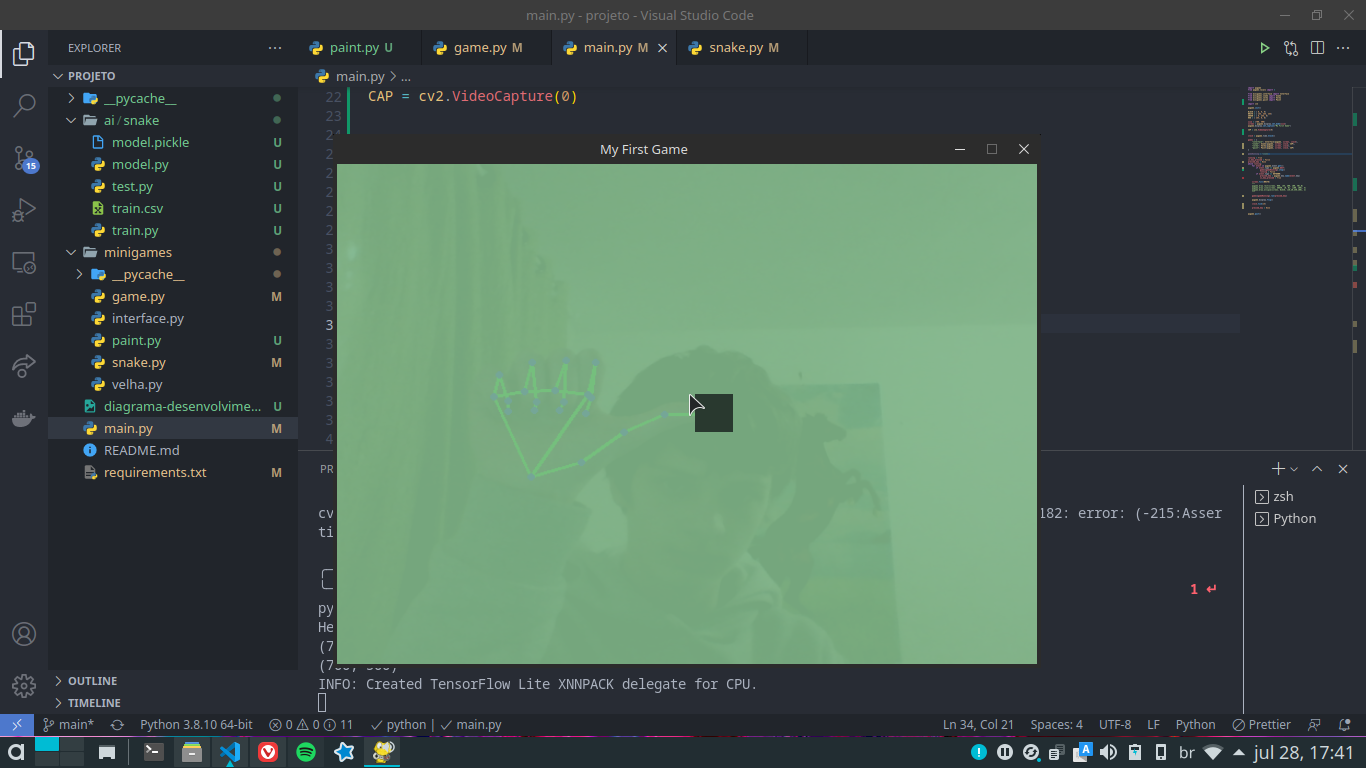 main.py - projeto - Visual Studio Code
EXPLORER
paint.py U
game.py M
main.py M
snake.py M
PROJETO
main.py > ...
__pycache__
22 CAP = cv2.VideoCapture(0)
ai / snake
23
model.pickle U
My First Game
model.py U
test.py U
train.csv U
train.py U
minigames
__pycache__
game.py M
interface.py
paint.py U
snake.py M
velha.py
diagrama-desenvolvime... U
main.py M
README.md
requirements.txt M
15
PR
cv
182: error: (-215:Asser
ti
1
py
He
(7
INFO: Created TensorFlow Lite XNNPACK delegate for CPU.
zsh
Python
OUTLINE
TIMELINE
main*
Python 3.8.10 64-bit
0 0 11
python | main.py
Ln 34, Col 21
Spaces: 4
UTF-8
LF
Python
Prettier
br
jul 28, 17:41